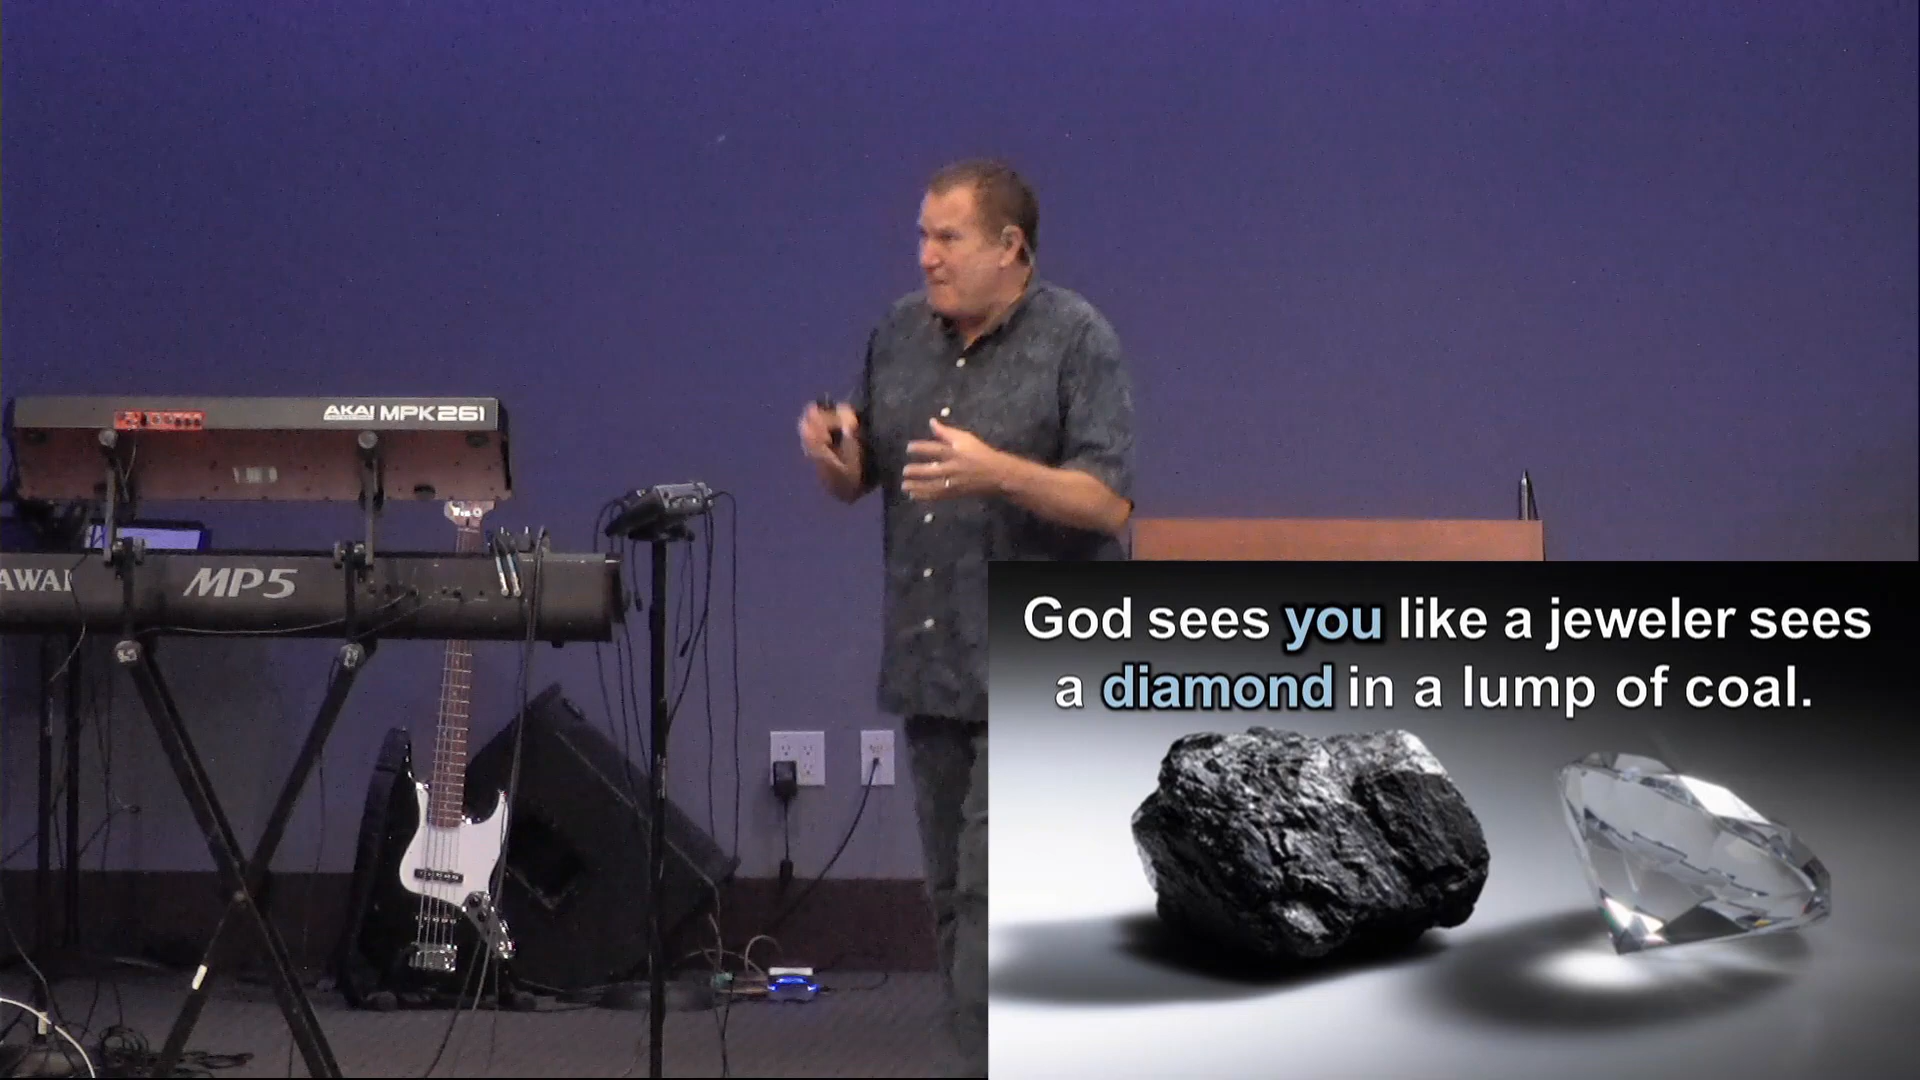 AKAI MPK261
AWAI
MP5
God sees you like a jeweler sees
a diamond in a lump of coal.